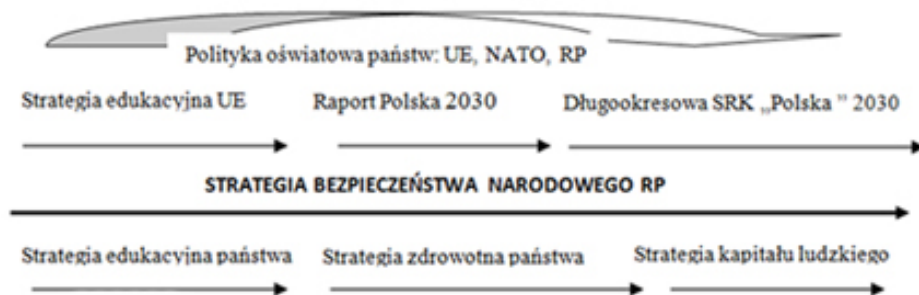 Polityka oświatowa państw: UE, NATO, RP
Strategia edukacyjna UE Raport Polska 2030 Długookresowa SRK „Polska ” 2030
STRATEGIA BEZPIECZEŃSTWA NARODOWEGO RP
Strategia edukacyjna państwa Strategia zdrowotna państwa Strategia kapitału ludzkiego